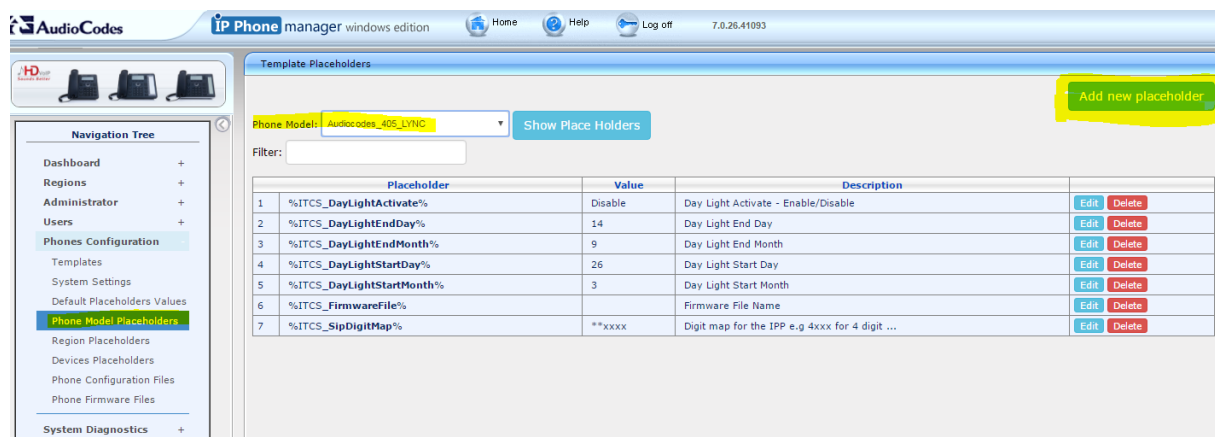 AudioCodes
iP Phone manager windows edition Home Help Log off 7.0.26.41093
HD
Template Placeholders
Add new placeholder
Phone Model: Audiocodes_405_LYNC Show Place Holders
Filter:
Navigation Tree
Dashboard +
Regions +
Administrator +
Users +
Phones Configuration -
Templates
System Settings
Default Placeholders Values
Phone Model Placeholders
Region Placeholders
Devices Placeholders
Phone Configuration Files
Phone Firmware Files
System Diagnostics +
Placeholder Value Description
1 %ITCS_DayLightActivate% Disable Day Light Activate - Enable/Disable Edit Delete
2 %ITCS_DayLightEndDay% 14 Day Light End Day Edit Delete
3 %ITCS_DayLightEndMonth% 9 Day Light End Month Edit Delete
4 %ITCS_DayLightStartDay% 26 Day Light Start Day Edit Delete
5 %ITCS_DayLightStartMonth% 3 Day Light Start Month Edit Delete
6 %ITCS_FirmwareFile% Firmware File Name Edit Delete
7 %ITCS_SipDigitMap% **xxxx Digit map for the IPP e.g 4xxx for 4 digit ... Edit Delete